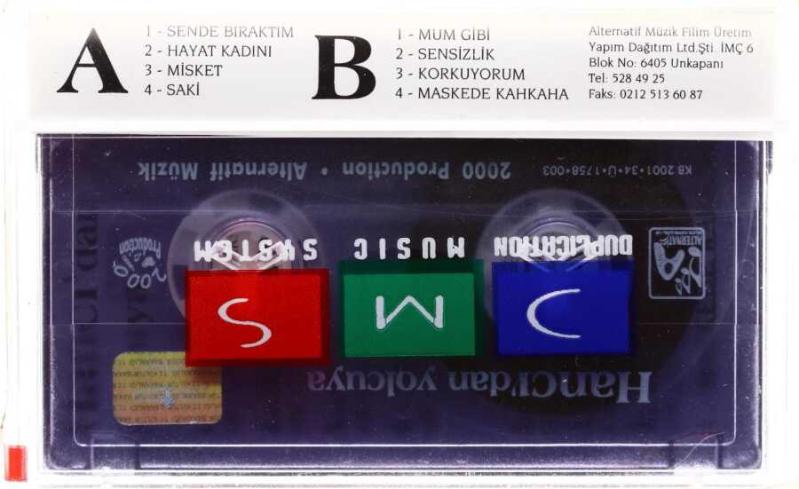 A
1 - SENDE BIRAKTIM
2 - HAYAT KADINI
3 - MİSKET
4 - SAKİ
B
1 - MUM GİBİ
2 - SENSİZLİK
3 - KORKUYORUM
4 - MASKEDE KAHKAHA
Alternatif Müzik Filim Üretim
Yapım Dağıtım Ltd.Şti. İMÇ 6
Blok No: 6405 Unkapanı
Tel: 528 49 25
Faks: 0212 513 60 87
2000 Production • Alternatif Müzik
KB•2001•34•Ü•1758•003
SYSTEM MUSIC DUPLICATION
S M C
2000 Production
ALTERNATİF
Hancı'dan yolcuya